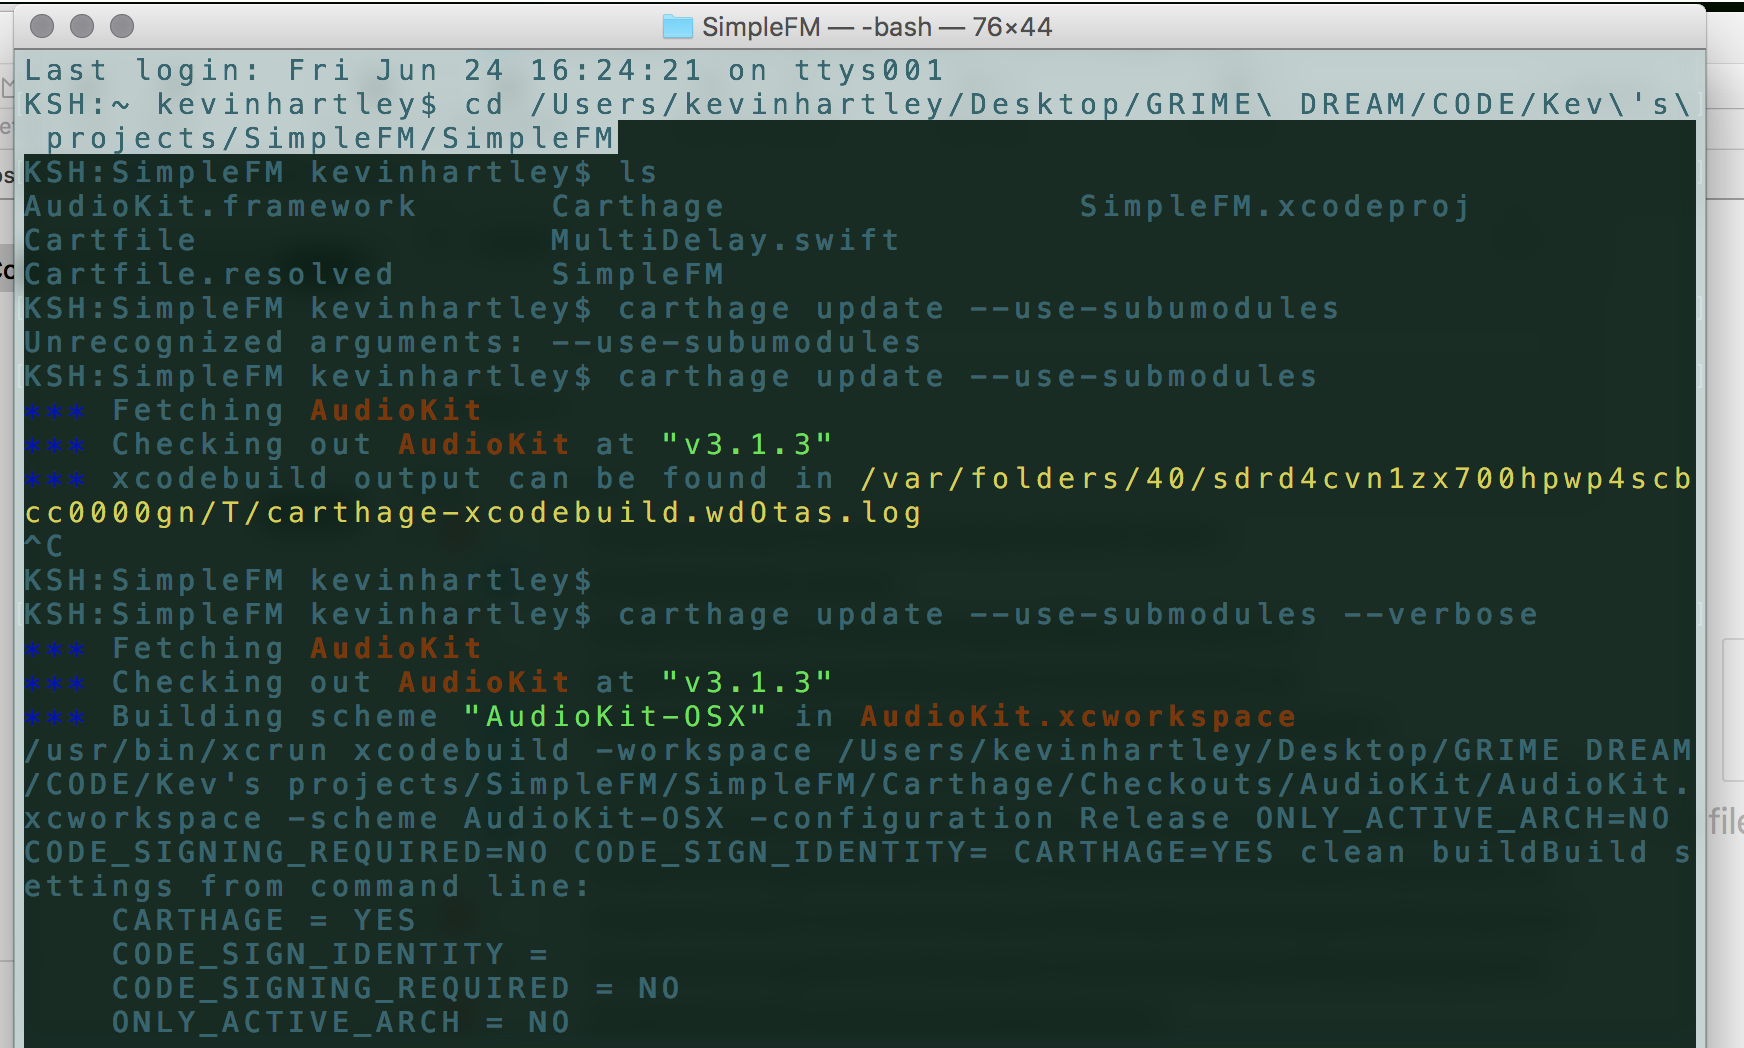 SimpleFM — -bash — 76×44
Last login: Fri Jun 24 16:24:21 on ttys001
KSH:~ kevinhartley$ cd /Users/kevinhartley/Desktop/GRIME\ DREAM/CODE/Kev\'s\
 projects/SimpleFM/SimpleFM
KSH:SimpleFM kevinhartley$ ls
AudioKit.framework Carthage SimpleFM.xcodeproj
Cartfile MultiDelay.swift
Cartfile.resolved SimpleFM
KSH:SimpleFM kevinhartley$ carthage update --use-subumodules
Unrecognized arguments: --use-subumodules
KSH:SimpleFM kevinhartley$ carthage update --use-submodules
*** Fetching AudioKit
*** Checking out AudioKit at "v3.1.3"
*** xcodebuild output can be found in /var/folders/40/sdrd4cvn1zx700hpwp4scb
cc0000gn/T/carthage-xcodebuild.wdOtas.log
^C
KSH:SimpleFM kevinhartley$
KSH:SimpleFM kevinhartley$ carthage update --use-submodules --verbose
*** Fetching AudioKit
*** Checking out AudioKit at "v3.1.3"
*** Building scheme "AudioKit-OSX" in AudioKit.xcworkspace
/usr/bin/xcrun xcodebuild -workspace /Users/kevinhartley/Desktop/GRIME DREAM
/CODE/Kev's projects/SimpleFM/SimpleFM/Carthage/Checkouts/AudioKit/AudioKit.
xcworkspace -scheme AudioKit-OSX -configuration Release ONLY_ACTIVE_ARCH=NO
CODE_SIGNING_REQUIRED=NO CODE_SIGN_IDENTITY= CARTHAGE=YES clean buildBuild s
ettings from command line:
    CARTHAGE = YES
    CODE_SIGN_IDENTITY =
    CODE_SIGNING_REQUIRED = NO
    ONLY_ACTIVE_ARCH = NO
file